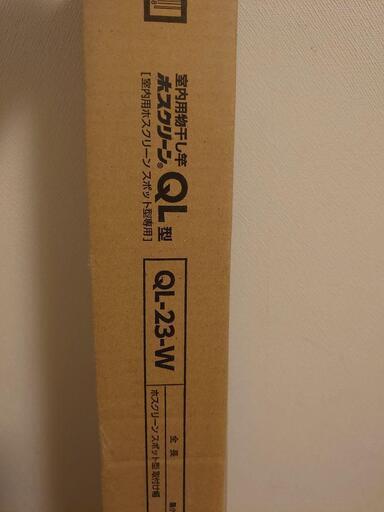 室内用物干し竿
ホスクリーン® QL型
[室内用ホスクリーン スポット型専用]
QL-23-W
全長
ホスクリーン スポット型 取付け幅